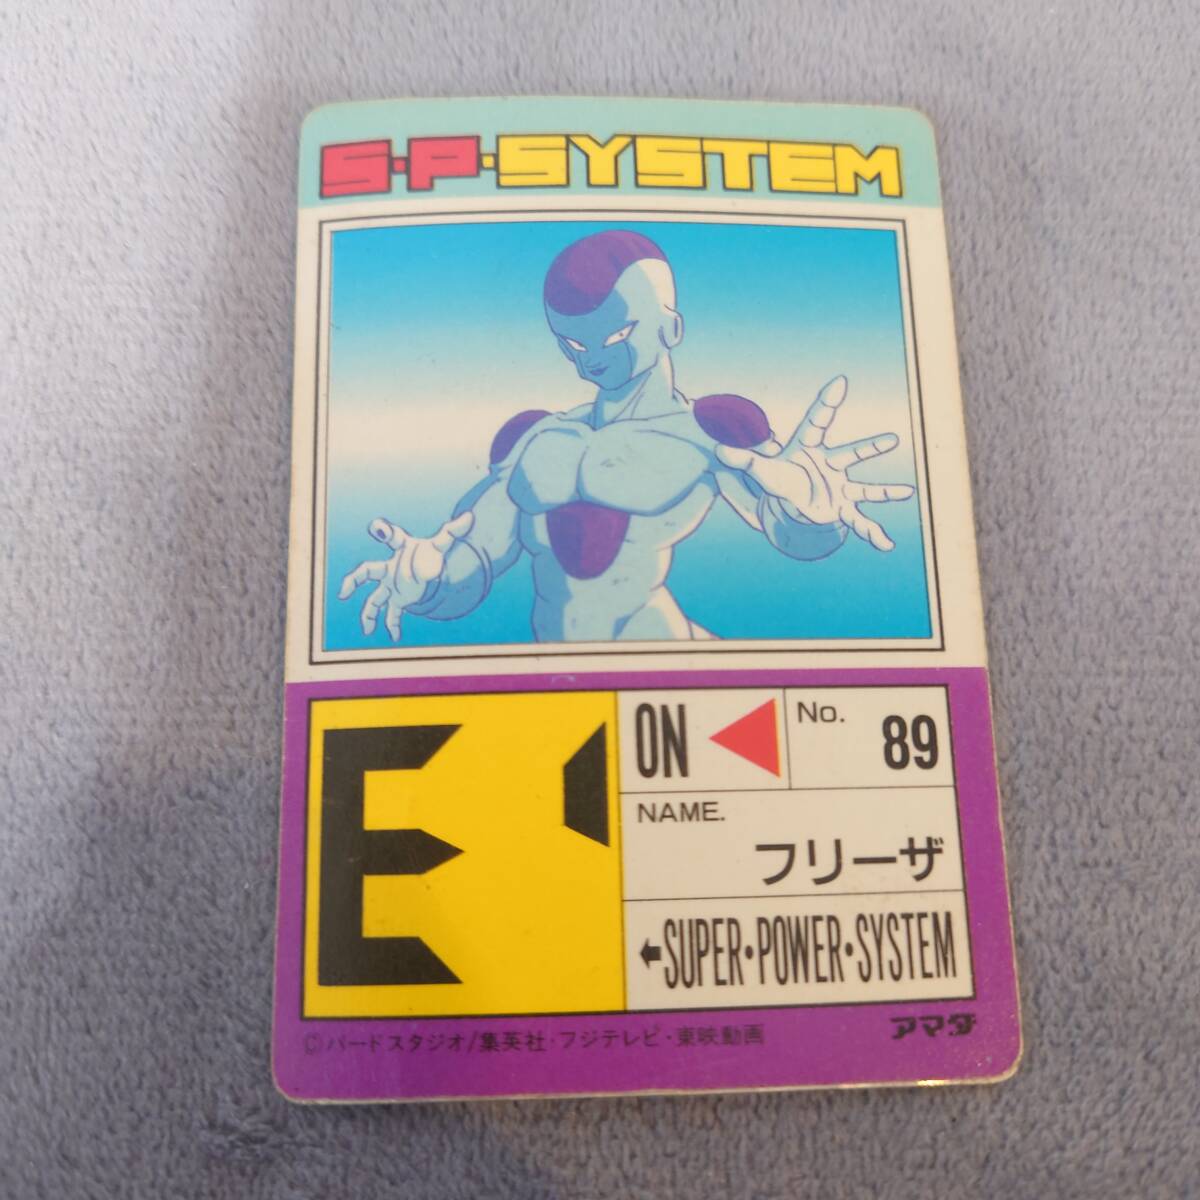 S・P・SYSTEM
E
ON
No. 89
NAME.
フリーザ
←SUPER・POWER・SYSTEM
アマダ
©バードスタジオ/集英社・フジテレビ・東映動画